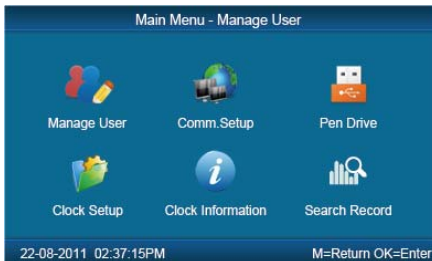 Main Menu - Manage User
Manage User Comm.Setup Pen Drive
Clock Setup Clock Information Search Record
22-08-2011 02:37:15PM M=Return OK=Enter